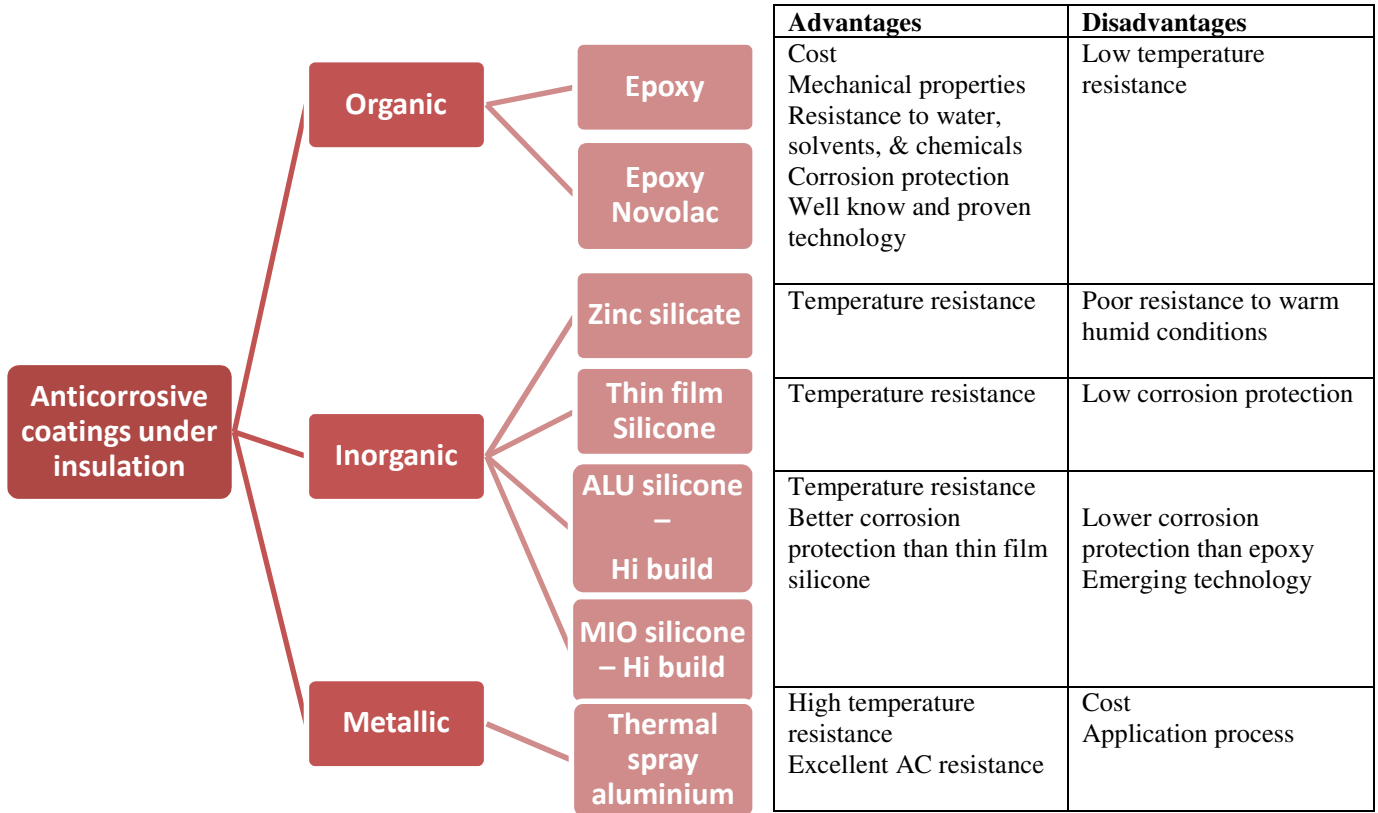 Anticorrosive
coatings under
insulation
Organic
Inorganic
Metallic
Epoxy
Epoxy
Novolac
Zinc silicate
Thin film
Silicone
ALU silicone
–
Hi build
MIO silicone
– Hi build
Thermal
spray
aluminium
Advantages
Disadvantages
Cost
Mechanical properties
Resistance to water,
solvents, & chemicals
Corrosion protection
Well know and proven
technology
Low temperature
resistance
Temperature resistance
Poor resistance to warm
humid conditions
Temperature resistance
Low corrosion protection
Temperature resistance
Better corrosion
protection than thin film
silicone
Lower corrosion
protection than epoxy
Emerging technology
High temperature
resistance
Excellent AC resistance
Cost
Application process